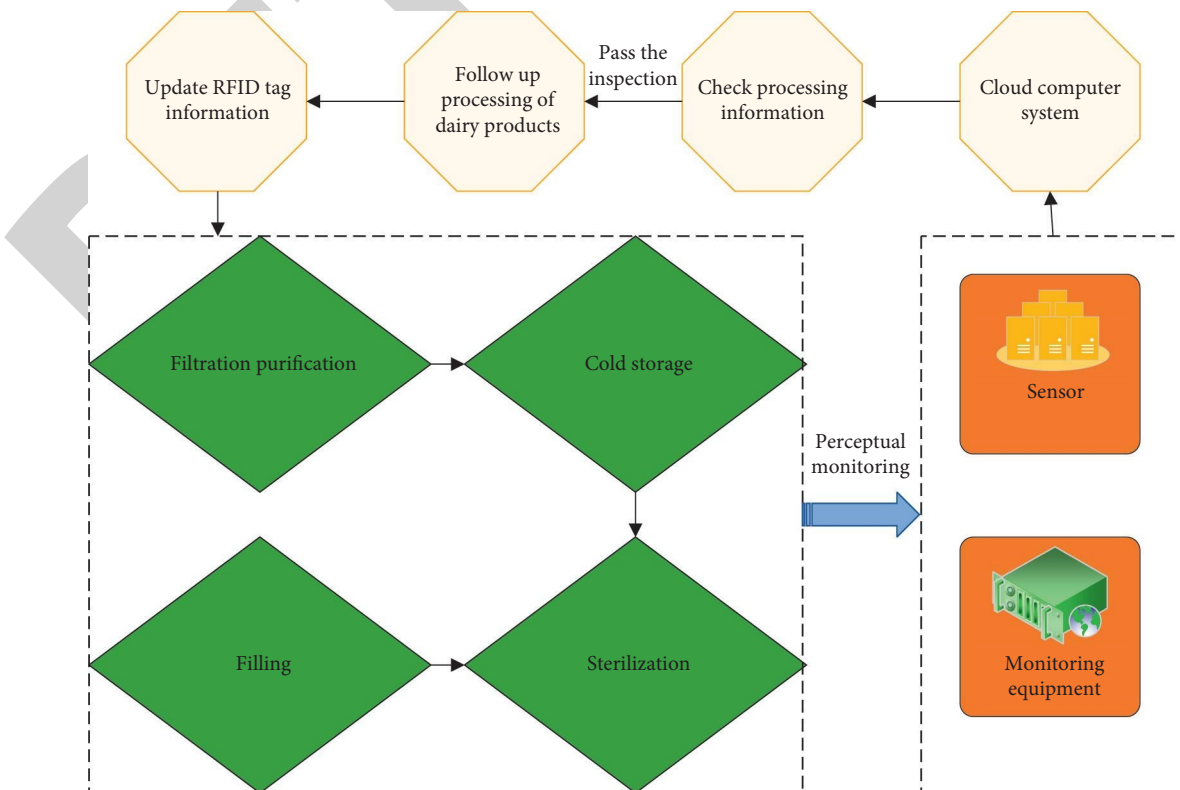 Update RFID tag
information
Follow up
processing of
dairy products
Pass the
inspection
Check processing
information
Cloud computer
system
Filtration purification
Cold storage
Perceptual
monitoring
Sensor
Filling
Sterilization
Monitoring
equipment